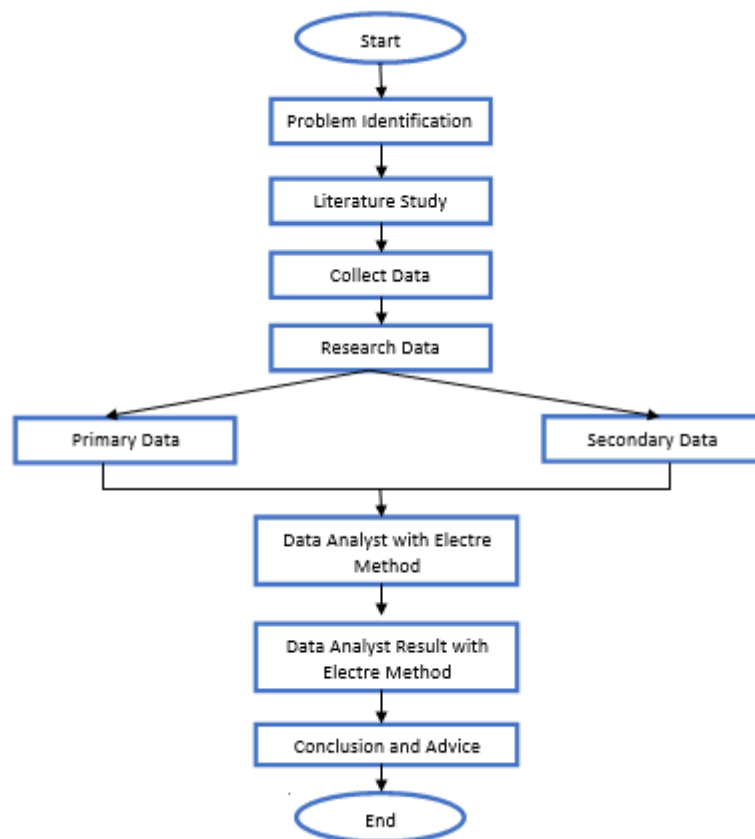 Start
Problem Identification
Literature Study
Collect Data
Research Data
Primary Data
Secondary Data
Data Analyst with Electre
Method
Data Analyst Result with
Electre Method
Conclusion and Advice
End